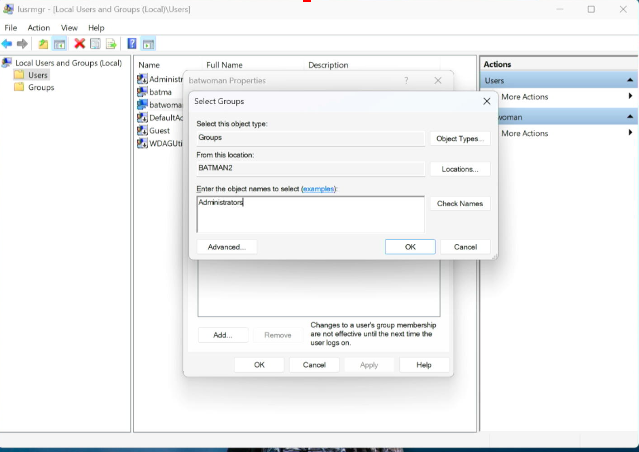 lusrmgr - [Local Users and Groups (Local)\Users]
File Action View Help
Local Users and Groups (Local)
Users
Groups
Name Full Name Description
Administr
batma
batwoman
DefaultAc
Guest
WDAGUti
batwoman Properties
Select Groups
Select this object type:
Groups
Object Types...
From this location:
BATMAN2
Locations...
Enter the object names to select (examples):
Administrators
Check Names
Advanced...
OK
Cancel
Add...
Remove
Changes to a user's group membership
are not effective until the next time the
user logs on.
OK
Cancel
Apply
Help
Actions
Users
More Actions
woman
More Actions